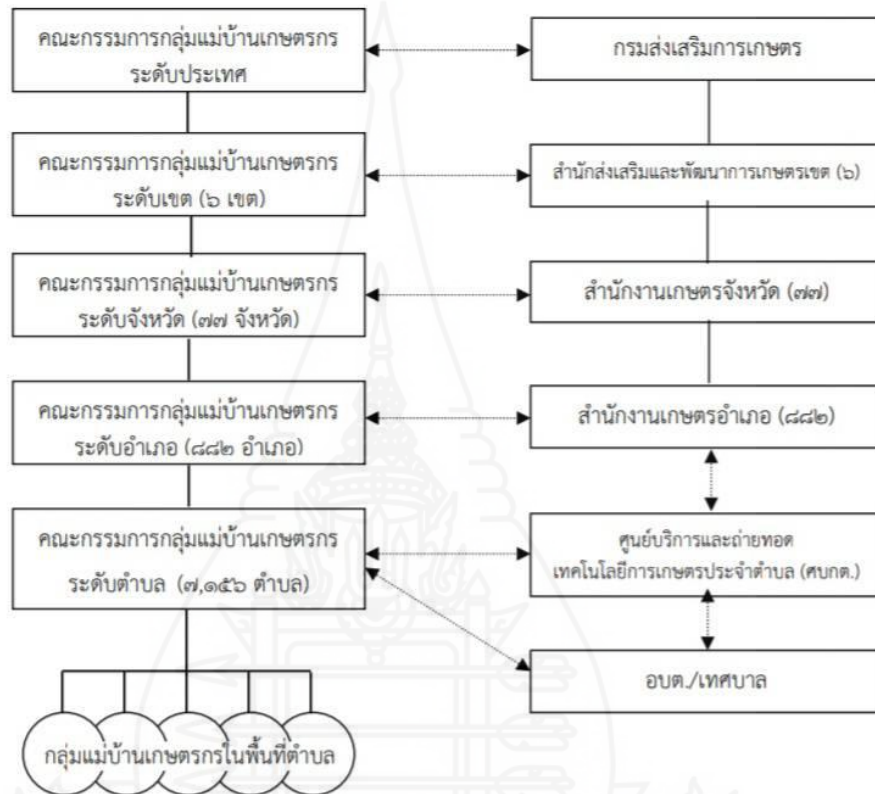 คณะกรรมการกลุ่มแม่บ้านเกษตรกร
ระดับประเทศ
กรมส่งเสริมการเกษตร
คณะกรรมการกลุ่มแม่บ้านเกษตรกร
ระดับเขต (๖ เขต)
สำนักส่งเสริมและพัฒนาการเกษตรเขต (๖)
คณะกรรมการกลุ่มแม่บ้านเกษตรกร
ระดับจังหวัด (๗๗ จังหวัด)
สำนักงานเกษตรจังหวัด (๗๗)
คณะกรรมการกลุ่มแม่บ้านเกษตรกร
ระดับอำเภอ (๘๘๒ อำเภอ)
สำนักงานเกษตรอำเภอ (๘๘๒)
คณะกรรมการกลุ่มแม่บ้านเกษตรกร
ระดับตำบล (๗,๑๕๖ ตำบล)
ศูนย์บริการและถ่ายทอด
เทคโนโลยีการเกษตรประจำตำบล (ศบกต.)
อบต./เทศบาล
กลุ่มแม่บ้านเกษตรกรในพื้นที่ตำบล